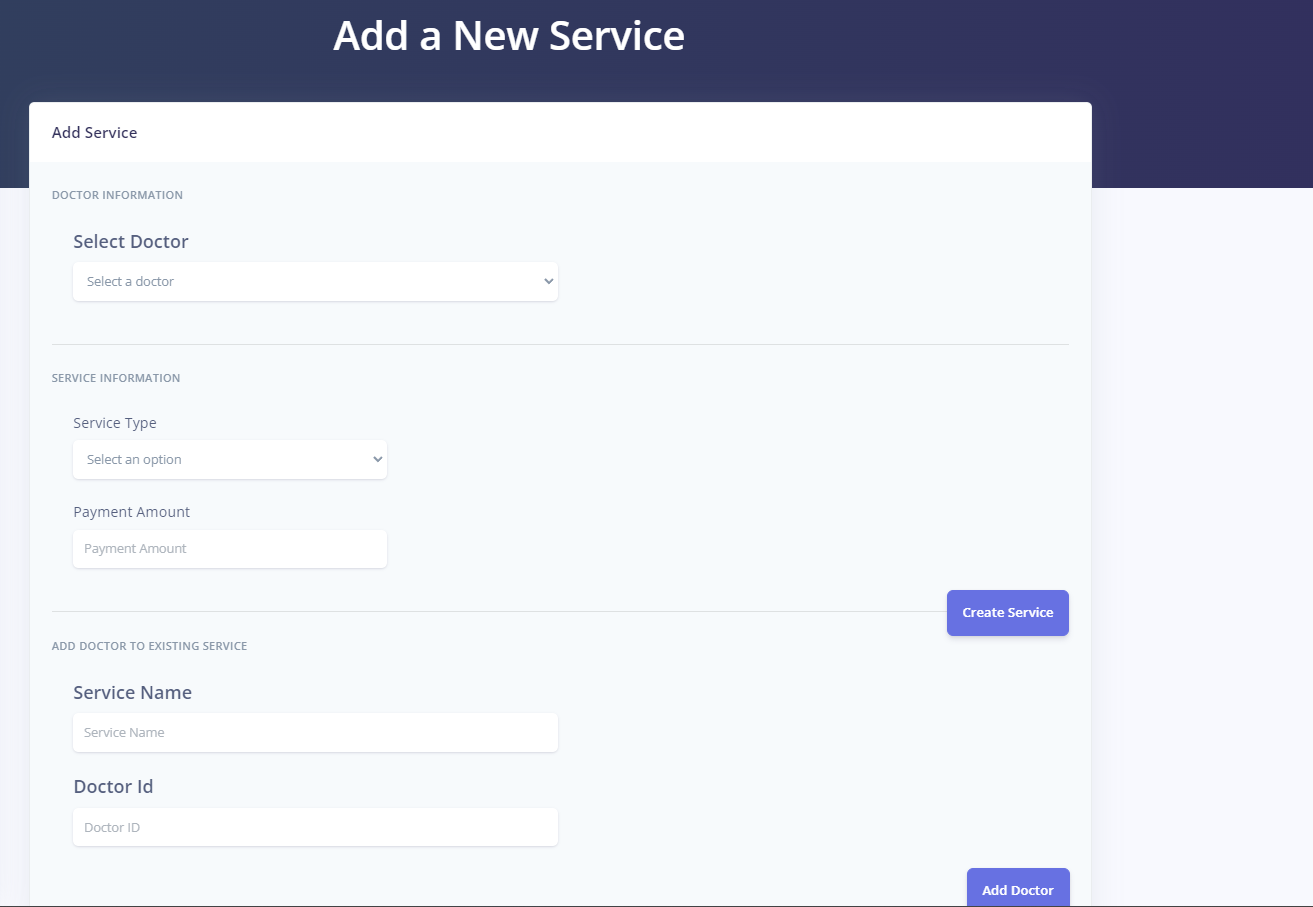 Add a New Service
Add Service
DOCTOR INFORMATION
Select Doctor
Select a doctor
SERVICE INFORMATION
Service Type
Select an option
Payment Amount
Payment Amount
Create Service
ADD DOCTOR TO EXISTING SERVICE
Service Name
Service Name
Doctor Id
Doctor ID
Add Doctor